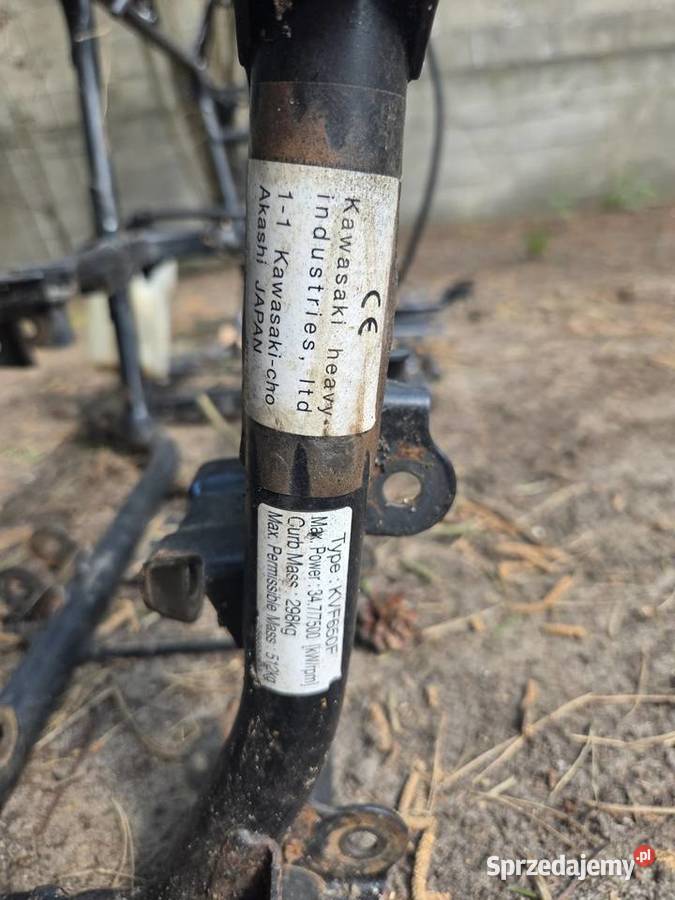 CE
Kawasaki heavy
industries, ltd
1-1 Kawasaki-cho
Akashi JAPAN
Type : KVF650F
Max. Power : 34,7/7500 [kW/rpm]
Curb Mass : 298kg
Max. Permissible Mass : 512kg
Sprzedajemy.pl